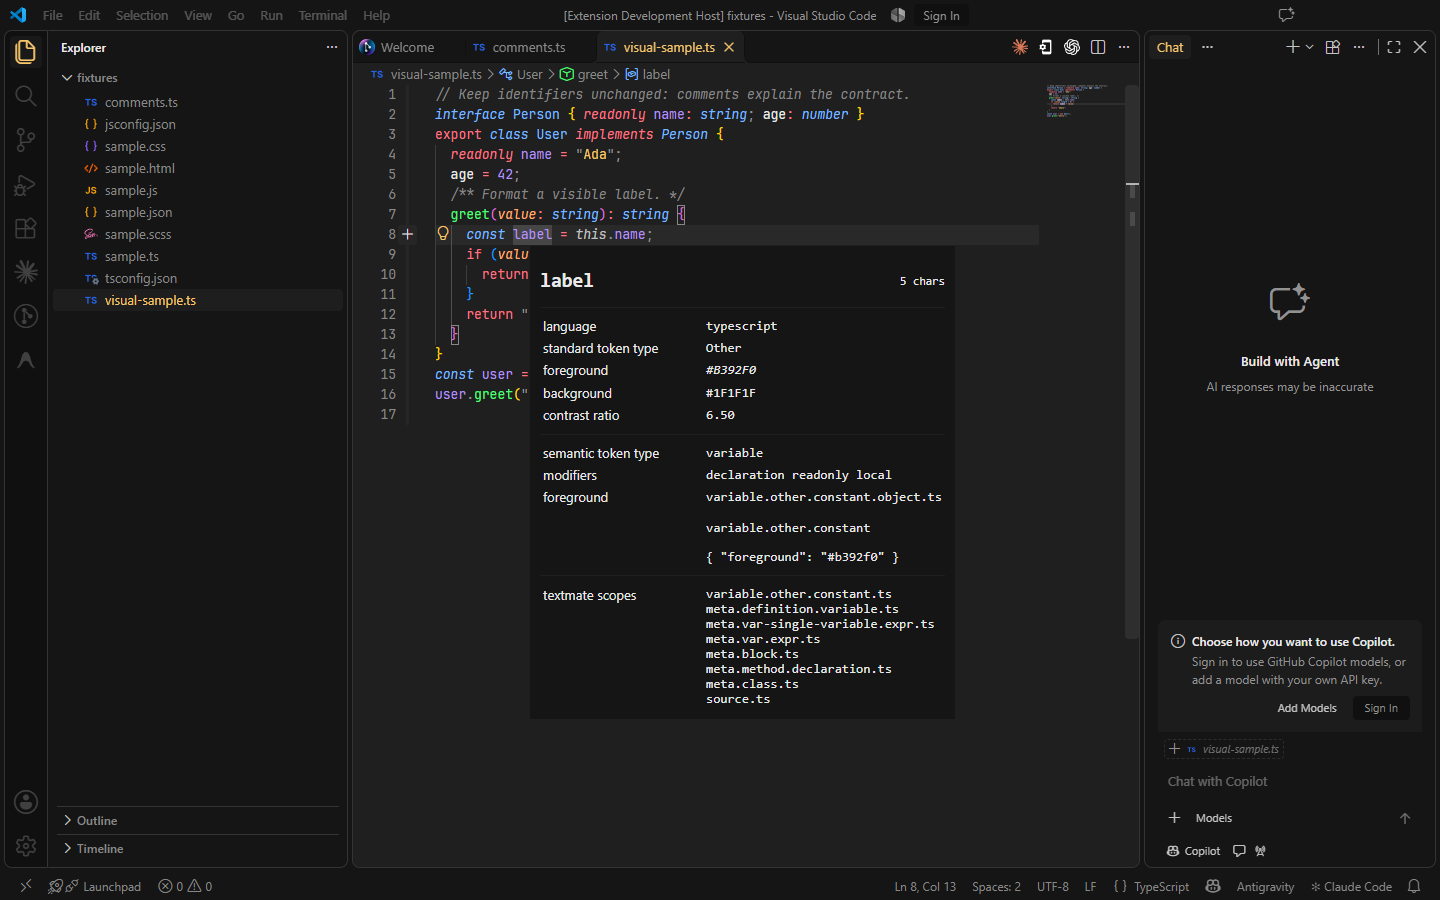 File Edit Selection View Go Run Terminal Help
[Extension Development Host] fixtures - Visual Studio Code
Sign In
Explorer
fixtures
TS comments.ts
{ } jsconfig.json
{ } sample.css
sample.html
JS sample.js
{ } sample.json
sample.scss
TS sample.ts
TS tsconfig.json
TS visual-sample.ts
Outline
Timeline
Welcome
TS comments.ts
TS visual-sample.ts
TS visual-sample.ts > User > greet > label
1 // Keep identifiers unchanged: comments explain the contract.
2 interface Person { readonly name: string; age: number }
3 export class User implements Person {
4 readonly name = "Ada";
5 age = 42;
6 /** Format a visible label. */
7 greet(value: string): string {
8 const label = this.name;
9 if (valu
10 return
11 }
12 return "
13 }
14 }
15 const user =
16 user.greet("
17
label
5 chars
language typescript
standard token type Other
foreground #B392F0
background #1F1F1F
contrast ratio 6.50
semantic token type variable
modifiers declaration readonly local
foreground variable.other.constant.object.ts
variable.other.constant
{ "foreground": "#b392f0" }
textmate scopes variable.other.constant.ts
meta.definition.variable.ts
meta.var-single-variable.expr.ts
meta.var.expr.ts
meta.block.ts
meta.method.declaration.ts
meta.class.ts
source.ts
Chat
Build with Agent
AI responses may be inaccurate
Choose how you want to use Copilot.
Sign in to use GitHub Copilot models, or
add a model with your own API key.
Add Models
Sign In
TS visual-sample.ts
Chat with Copilot
Models
Copilot
Launchpad
0 0
Ln 8, Col 13
Spaces: 2
UTF-8
LF
{ } TypeScript
Antigravity
Claude Code